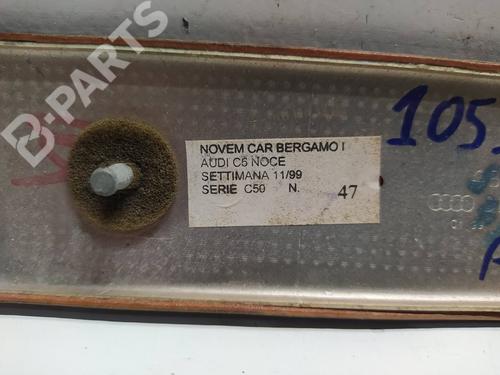 B-PARTS
NOVEM CAR BERGAMO I
AUDI C5 NOCE
SETTIMANA 11/99
SERIE C50 N. 47
105